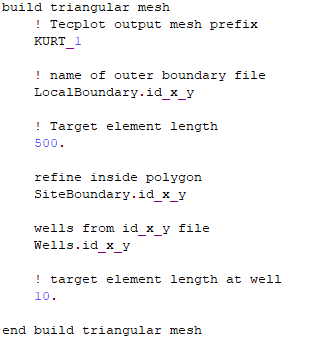 build triangular mesh
! Tecplot output mesh prefix
KURT_1
! name of outer boundary file
LocalBoundary.id_x_y
! Target element length
500.
refine inside polygon
SiteBoundary.id_x_y
wells from id_x_y file
Wells.id_x_y
! target element length at well
10.
end build triangular mesh